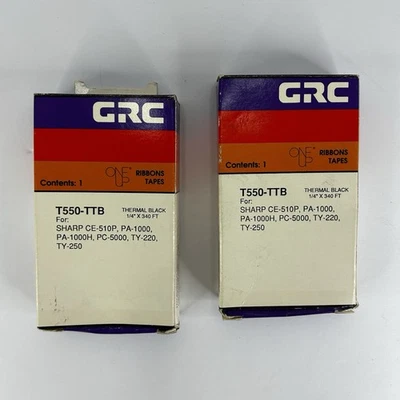 GRC
ONE
UP
RIBBONS
TAPES
Contents: 1
T550-TTB
THERMAL BLACK
1/4" X 340 FT
For:
SHARP CE-510P, PA-1000,
PA-1000H, PC-5000, TY-220,
TY-250
GRC
ONE
UP
RIBBONS
TAPES
Contents: 1
T550-TTB
THERMAL BLACK
1/4" X 340 FT
For:
SHARP CE-510P, PA-1000,
PA-1000H, PC-5000, TY-220,
TY-250